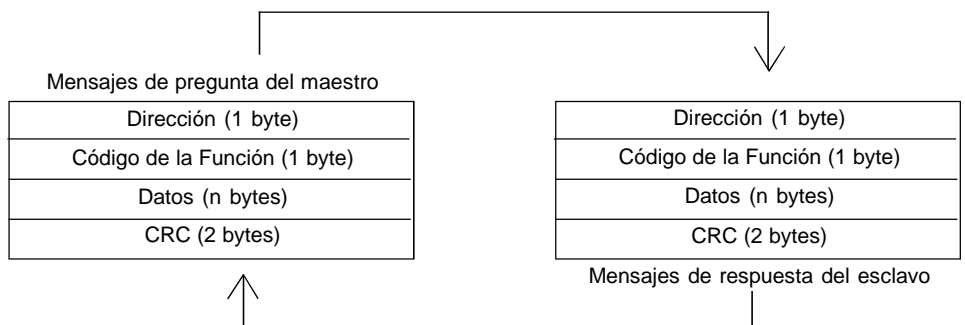 Mensajes de pregunta del maestro
Dirección (1 byte)
Código de la Función (1 byte)
Datos (n bytes)
CRC (2 bytes)
Dirección (1 byte)
Código de la Función (1 byte)
Datos (n bytes)
CRC (2 bytes)
Mensajes de respuesta del esclavo